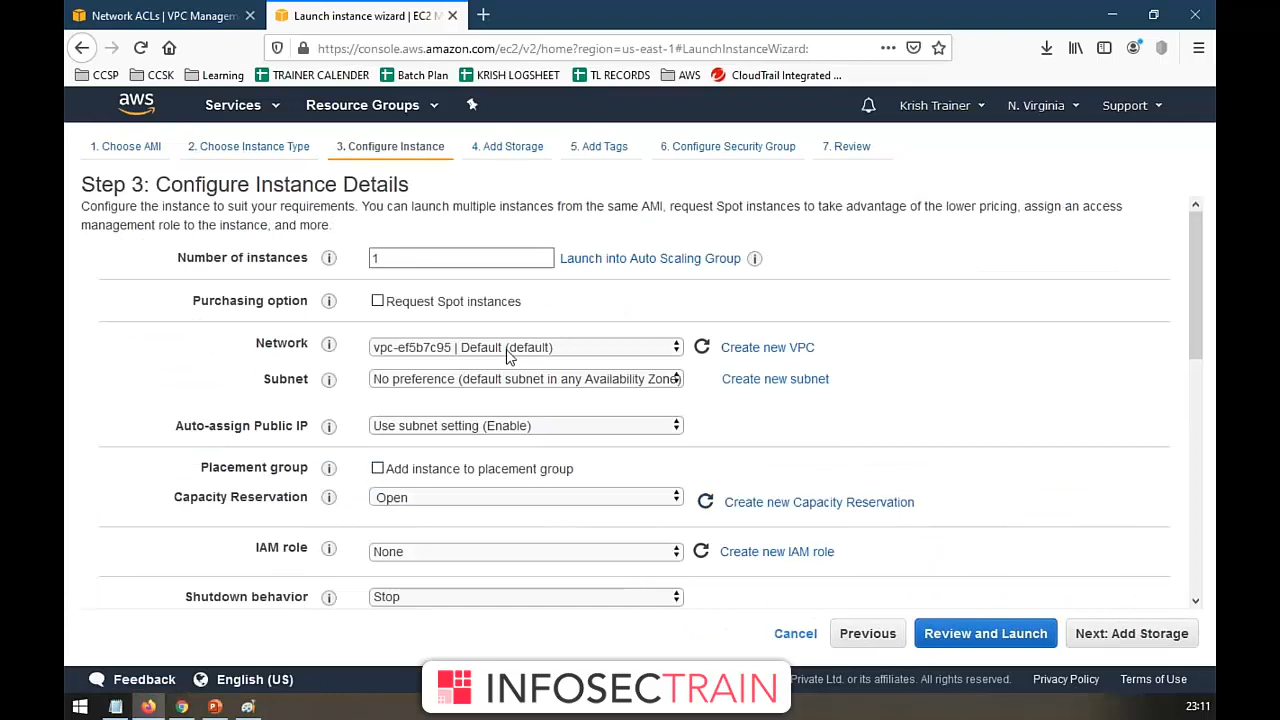 Network ACLs | VPC Managem
Launch instance wizard | EC2 M
https://console.aws.amazon.com/ec2/v2/home?region=us-east-1#LaunchInstanceWizard:
CCSP CCSK Learning TRAINER CALENDER Batch Plan KRISH LOGSHEET TL RECORDS AWS CloudTrail Integrated ...
aws Services Resource Groups Krish Trainer N. Virginia Support
1. Choose AMI 2. Choose Instance Type 3. Configure Instance 4. Add Storage 5. Add Tags 6. Configure Security Group 7. Review
Step 3: Configure Instance Details
Configure the instance to suit your requirements. You can launch multiple instances from the same AMI, request Spot instances to take advantage of the lower pricing, assign an access
management role to the instance, and more.
Number of instances 1 Launch into Auto Scaling Group
Purchasing option Request Spot instances
Network vpc-ef5b7c95 | Default (default) Create new VPC
Subnet No preference (default subnet in any Availability Zone) Create new subnet
Auto-assign Public IP Use subnet setting (Enable)
Placement group Add instance to placement group
Capacity Reservation Open Create new Capacity Reservation
IAM role None Create new IAM role
Shutdown behavior Stop
Cancel Previous Review and Launch Next: Add Storage
Feedback English (US) Private Ltd. or its affiliates. All rights reserved. Privacy Policy Terms of Use
INFOSECTRAIN
23:11